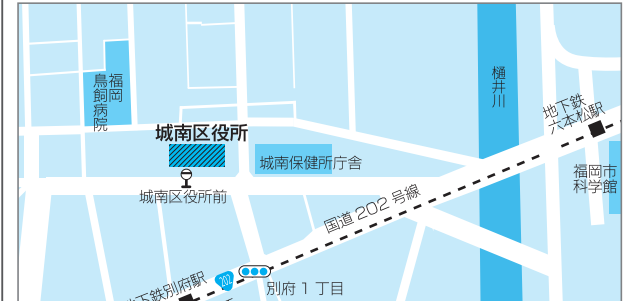 福岡
鳥飼病院
樋井川
地下鉄
六本松駅
城南区役所
城南保健所庁舎
福岡市
科学館
城南区役所前
国道202号線
202
別府1丁目
地下鉄別府駅